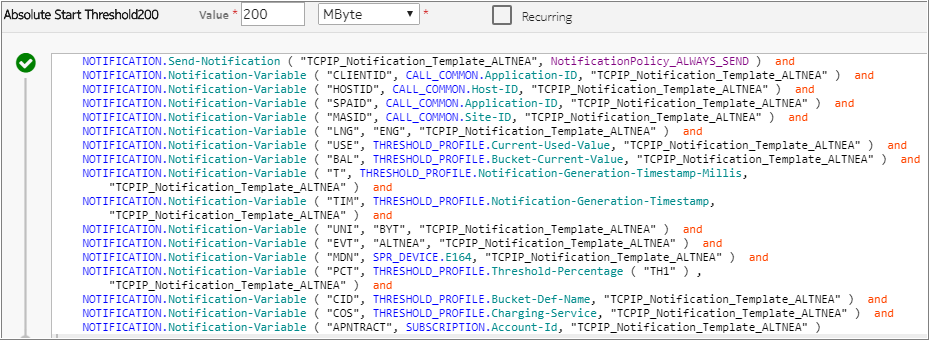 Absolute Start Threshold200 Value * 200 MByte * Recurring
NOTIFICATION.Send-Notification ( "TCPIP_Notification_Template_ALTNEA", NotificationPolicy_ALWAYS_SEND ) and
NOTIFICATION.Notification-Variable ( "CLIENTID", CALL_COMMON.Application-ID, "TCPIP_Notification_Template_ALTNEA" ) and
NOTIFICATION.Notification-Variable ( "HOSTID", CALL_COMMON.Host-ID, "TCPIP_Notification_Template_ALTNEA" ) and
NOTIFICATION.Notification-Variable ( "SPAID", CALL_COMMON.Application-ID, "TCPIP_Notification_Template_ALTNEA" ) and
NOTIFICATION.Notification-Variable ( "MASID", CALL_COMMON.Site-ID, "TCPIP_Notification_Template_ALTNEA" ) and
NOTIFICATION.Notification-Variable ( "LNG", "ENG", "TCPIP_Notification_Template_ALTNEA" ) and
NOTIFICATION.Notification-Variable ( "USE", THRESHOLD_PROFILE.Current-Used-Value, "TCPIP_Notification_Template_ALTNEA" ) and
NOTIFICATION.Notification-Variable ( "BAL", THRESHOLD_PROFILE.Bucket-Current-Value, "TCPIP_Notification_Template_ALTNEA" ) and
NOTIFICATION.Notification-Variable ( "T", THRESHOLD_PROFILE.Notification-Generation-Timestamp-Millis,
"TCPIP_Notification_Template_ALTNEA" ) and
NOTIFICATION.Notification-Variable ( "TIM", THRESHOLD_PROFILE.Notification-Generation-Timestamp,
"TCPIP_Notification_Template_ALTNEA" ) and
NOTIFICATION.Notification-Variable ( "UNI", "BYT", "TCPIP_Notification_Template_ALTNEA" ) and
NOTIFICATION.Notification-Variable ( "EVT", "ALTNEA", "TCPIP_Notification_Template_ALTNEA" ) and
NOTIFICATION.Notification-Variable ( "MDN", SPR_DEVICE.E164, "TCPIP_Notification_Template_ALTNEA" ) and
NOTIFICATION.Notification-Variable ( "PCT", THRESHOLD_PROFILE.Threshold-Percentage ( "TH1" ) ,
"TCPIP_Notification_Template_ALTNEA" ) and
NOTIFICATION.Notification-Variable ( "CID", THRESHOLD_PROFILE.Bucket-Def-Name, "TCPIP_Notification_Template_ALTNEA" ) and
NOTIFICATION.Notification-Variable ( "COS", THRESHOLD_PROFILE.Charging-Service, "TCPIP_Notification_Template_ALTNEA" ) and
NOTIFICATION.Notification-Variable ( "APNTRACT", SUBSCRIPTION.Account-Id, "TCPIP_Notification_Template_ALTNEA" )